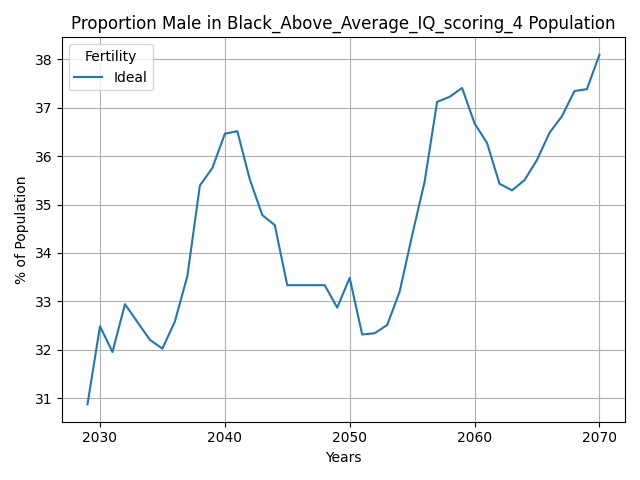 Proportion Male in Black_Above_Average_IQ_scoring_4 Population
Fertility
Ideal
% of Population
38
37
36
35
34
33
32
31
2030 2040 2050 2060 2070
Years